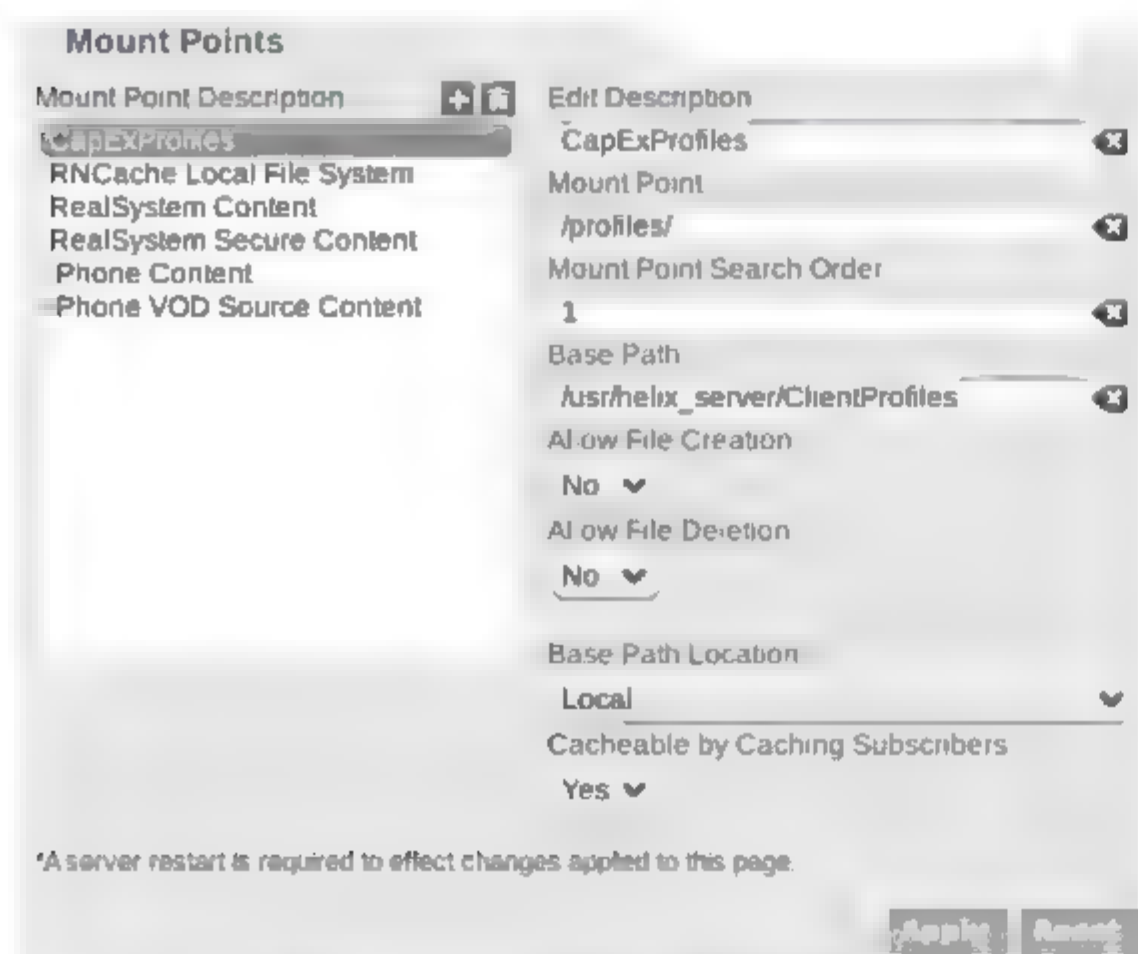 Mount Points
Mount Point Description
CapExProfiles
RNCache Local File System
RealSystem Content
RealSystem Secure Content
Phone Content
Phone VOD Source Content
Edit Description
CapExProfiles
Mount Point
/profiles/
Mount Point Search Order
1
Base Path
/usr/helix_server/ClientProfiles
Allow File Creation
No
Allow File Deletion
No
Base Path Location
Local
Cacheable by Caching Subscribers
Yes
*A server restart is required to effect changes applied to this page.
Apply Reset